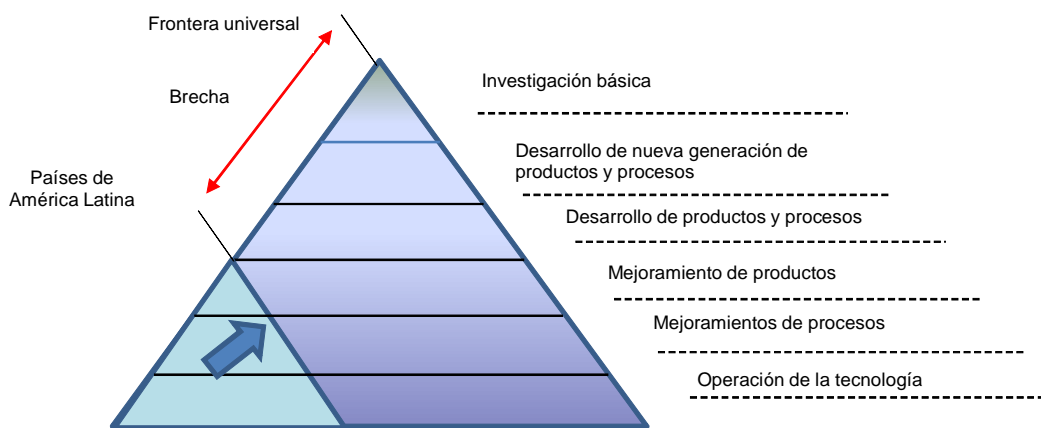 Frontera universal
Brecha
Países de
América Latina
Investigación básica
Desarrollo de nueva generación de
productos y procesos
Desarrollo de productos y procesos
Mejoramiento de productos
Mejoramientos de procesos
Operación de la tecnología